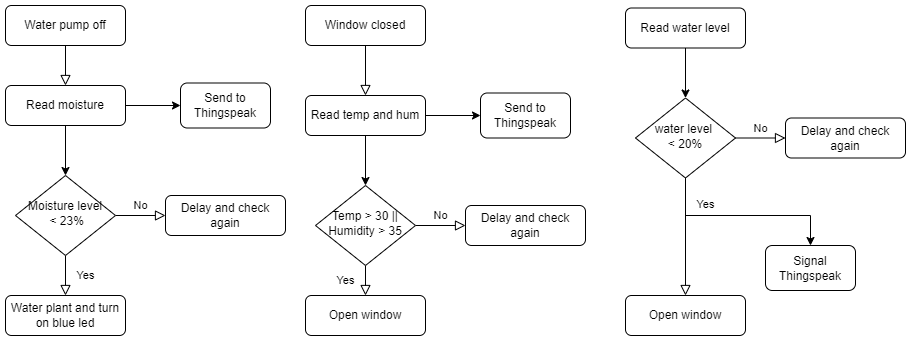 Water pump off
Read moisture
Send to
Thingspeak
Moisture level
< 23%
No
Delay and check
again
Yes
Water plant and turn
on blue led
Window closed
Read temp and hum
Send to
Thingspeak
Temp > 30 ||
Humidity > 35
No
Delay and check
again
Yes
Open window
Read water level
water level
< 20%
No
Delay and check
again
Yes
Signal
Thingspeak
Open window